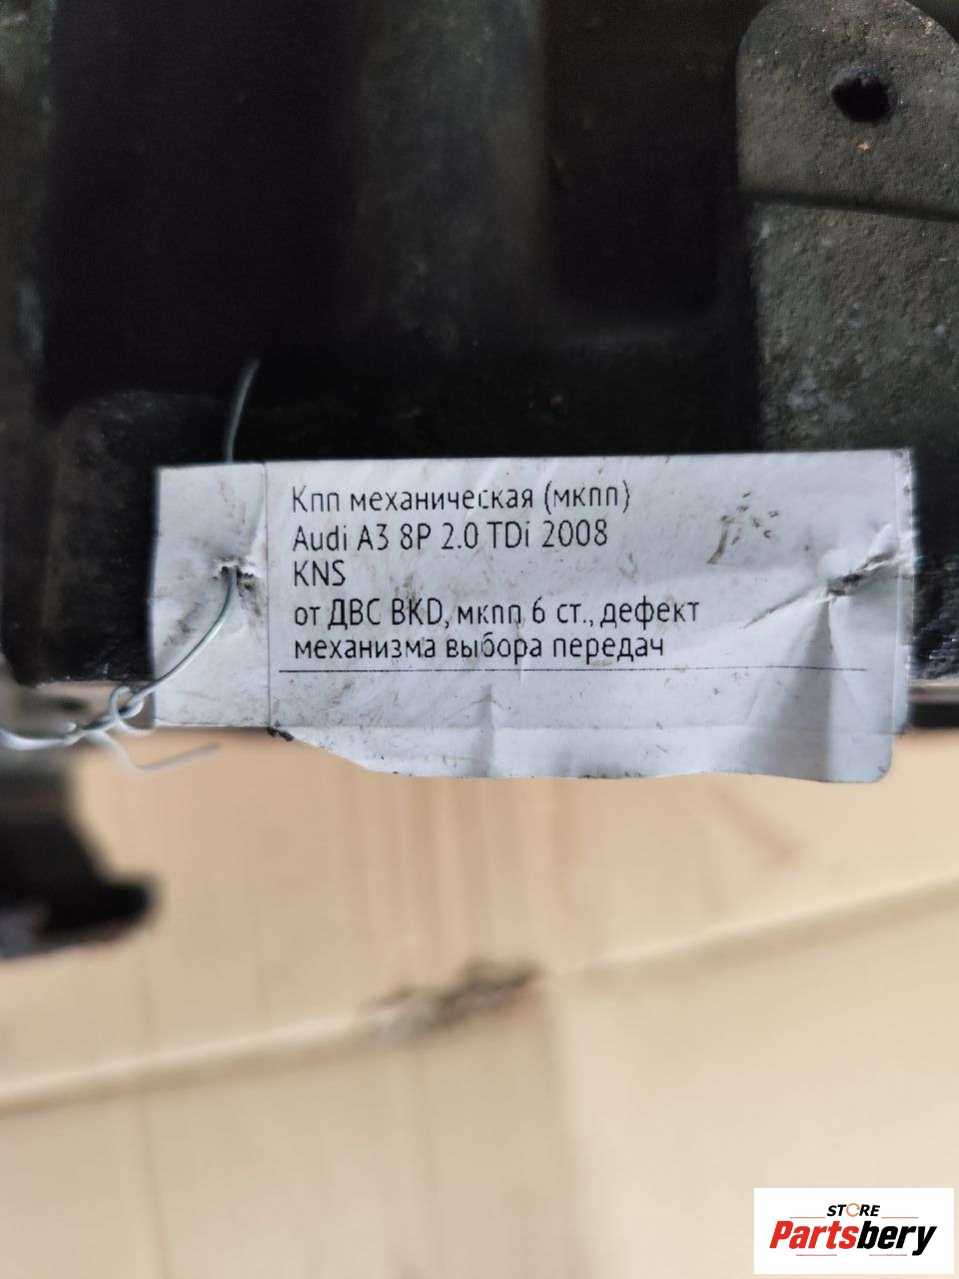 Кпп механическая (мкпп)
Audi A3 8P 2.0 TDi 2008
KNS
от ДВС BKD, мкпп 6 ст., дефект
механизма выбора передач
STORE
Partsbery